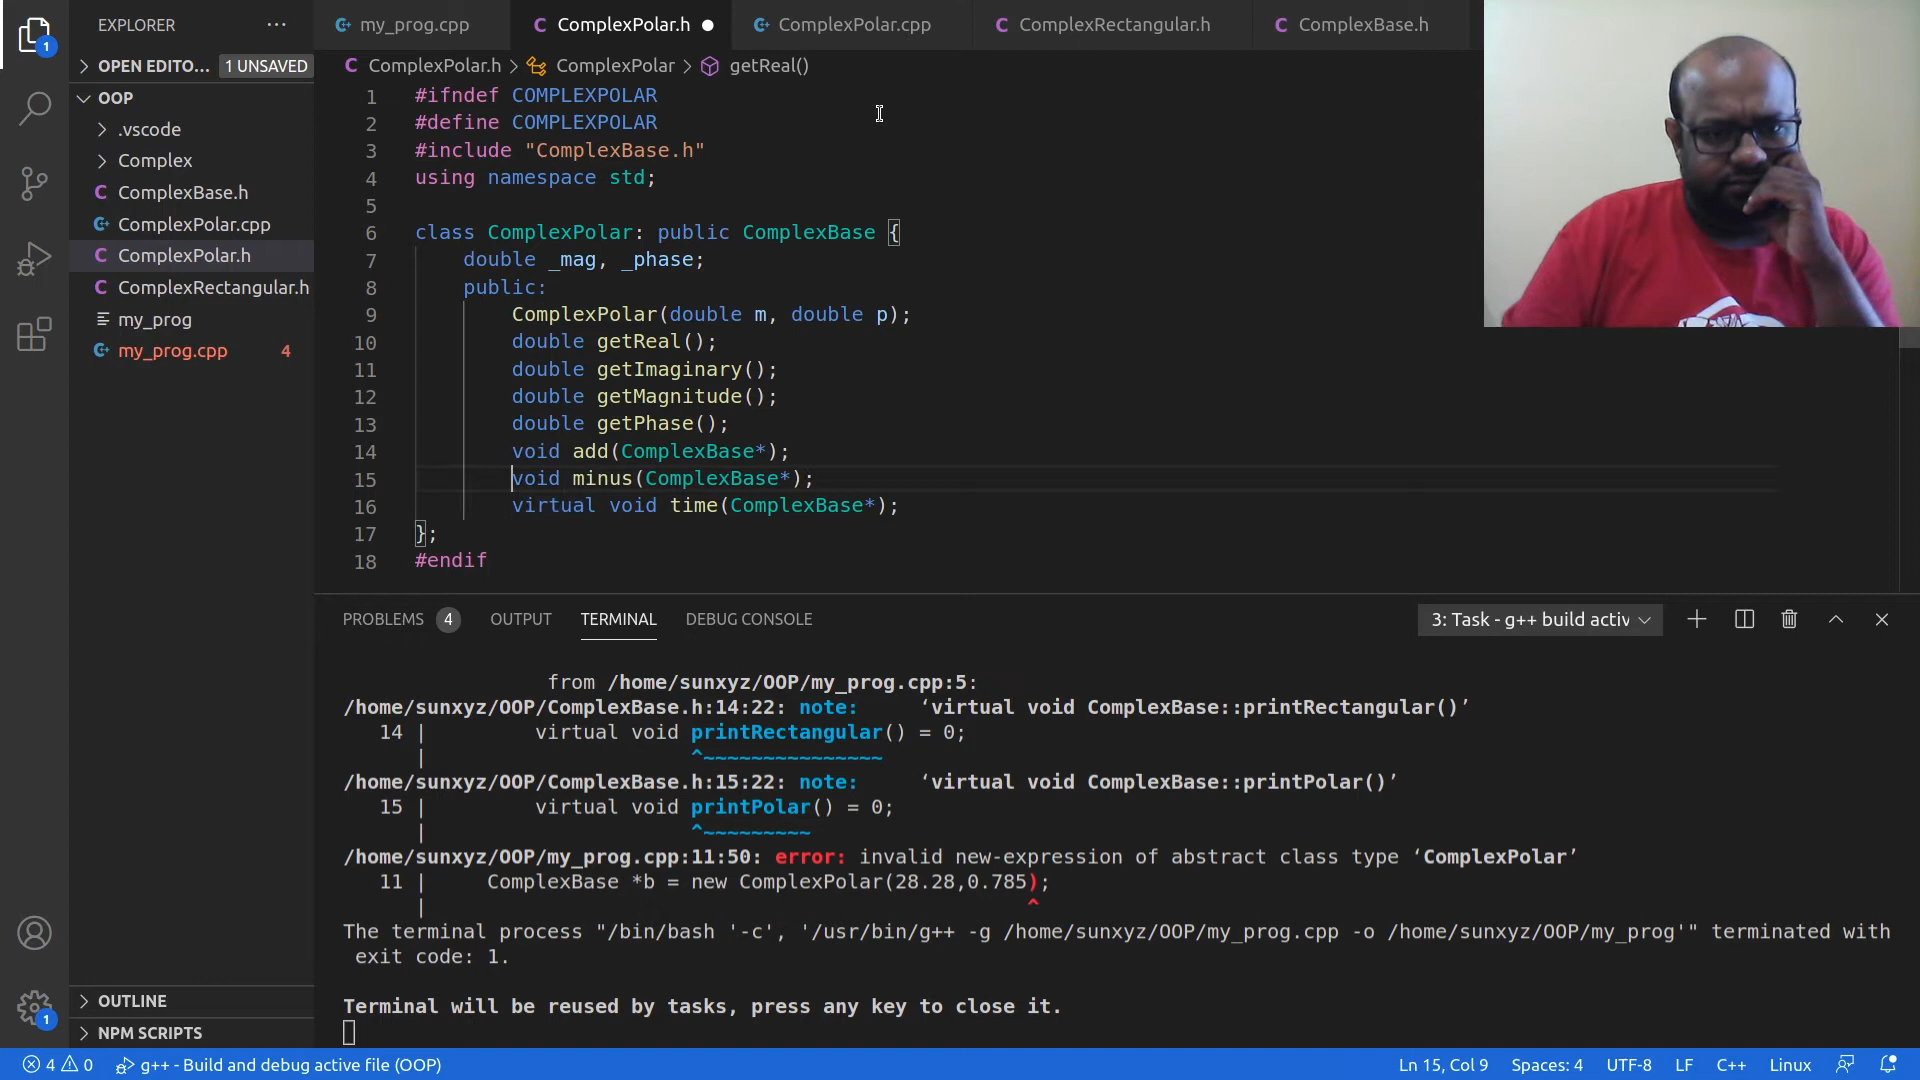 EXPLORER
OPEN EDITO... 1 UNSAVED
OOP
.vscode
Complex
ComplexBase.h
ComplexPolar.cpp
ComplexPolar.h
ComplexRectangular.h
my_prog
my_prog.cpp 4
OUTLINE
NPM SCRIPTS
1
1
my_prog.cpp ComplexPolar.h ComplexPolar.cpp ComplexRectangular.h ComplexBase.h
ComplexPolar.h > ComplexPolar > getReal()
1 #ifndef COMPLEXPOLAR
2 #define COMPLEXPOLAR
3 #include "ComplexBase.h"
4 using namespace std;
5
6 class ComplexPolar: public ComplexBase {
7 double _mag, _phase;
8 public:
9 ComplexPolar(double m, double p);
10 double getReal();
11 double getImaginary();
12 double getMagnitude();
13 double getPhase();
14 void add(ComplexBase*);
15 void minus(ComplexBase*);
16 virtual void time(ComplexBase*);
17 };
18 #endif
PROBLEMS 4 OUTPUT TERMINAL DEBUG CONSOLE 3: Task - g++ build activ
from /home/sunxyz/OOP/my_prog.cpp:5:
/home/sunxyz/OOP/ComplexBase.h:14:22: note: ‘virtual void ComplexBase::printRectangular()’
14 | virtual void printRectangular() = 0;
| ^~~~~~~~~~~~~~~~
/home/sunxyz/OOP/ComplexBase.h:15:22: note: ‘virtual void ComplexBase::printPolar()’
15 | virtual void printPolar() = 0;
| ^~~~~~~~~~
/home/sunxyz/OOP/my_prog.cpp:11:50: error: invalid new-expression of abstract class type ‘ComplexPolar’
11 | ComplexBase *b = new ComplexPolar(28.28,0.785);
| ^
The terminal process "/bin/bash '-c', '/usr/bin/g++ -g /home/sunxyz/OOP/my_prog.cpp -o /home/sunxyz/OOP/my_prog'" terminated with
exit code: 1.
Terminal will be reused by tasks, press any key to close it.
4 0 g++ - Build and debug active file (OOP) Ln 15, Col 9 Spaces: 4 UTF-8 LF C++ Linux